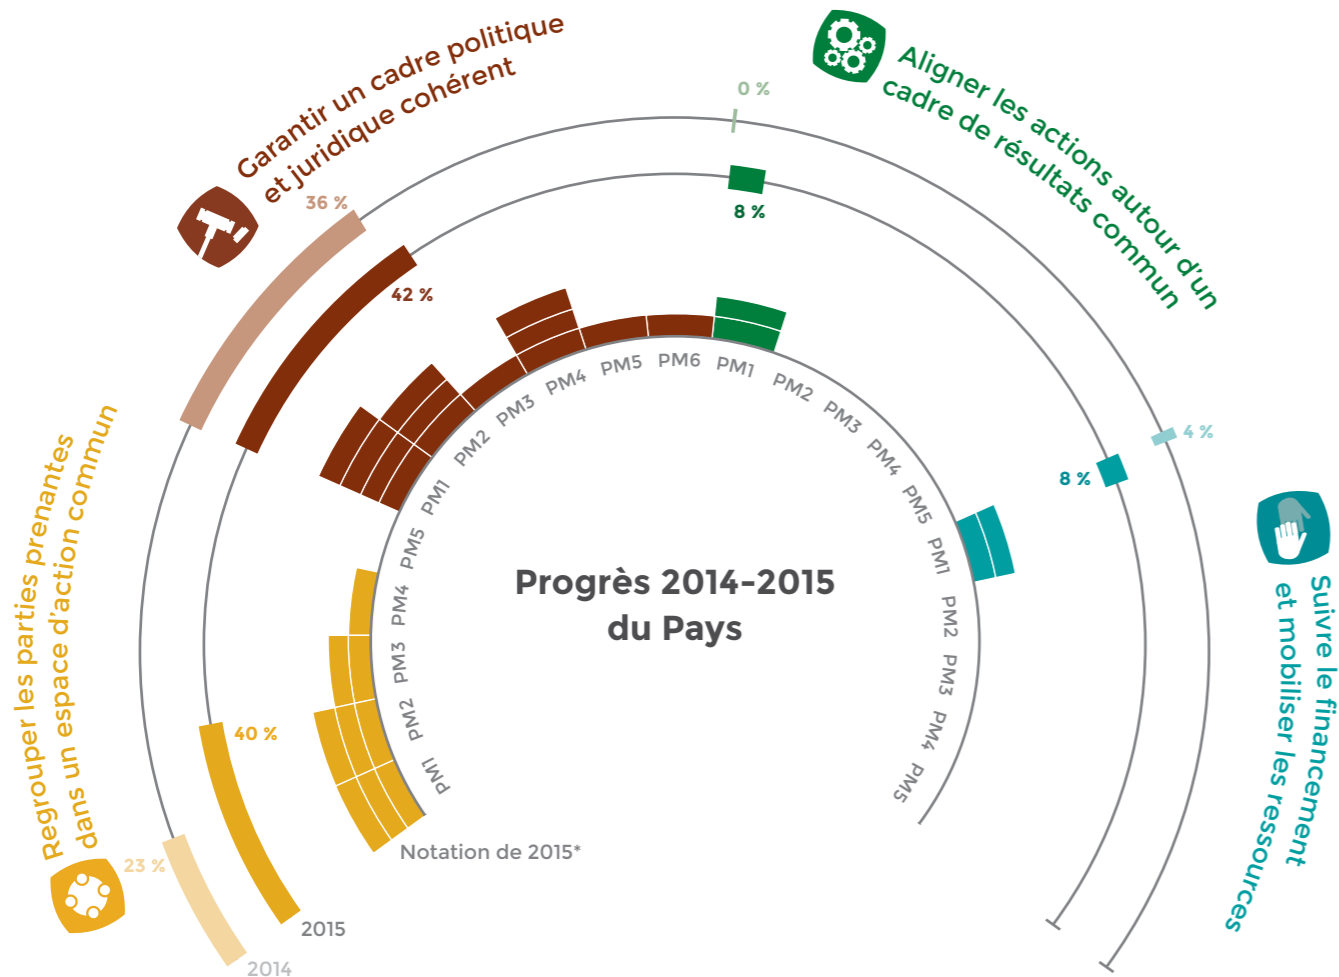 Regrouper les parties prenantes
dans un espace d'action commun
Garantir un cadre politique
et juridique cohérent
Aligner les actions autour d'un
cadre de résultats commun
Suivre le financement
et mobiliser les ressources
23 %
36 %
0 %
4 %
40 %
42 %
8 %
8 %
PM1
PM2
PM3
PM4
PM5
PM1
PM2
PM3
PM4
PM5
PM6
PM1
PM2
PM3
PM4
PM5
PM1
PM2
PM3
PM4
PM5
Progrès 2014-2015
du Pays
Notation de 2015*
2015
2014